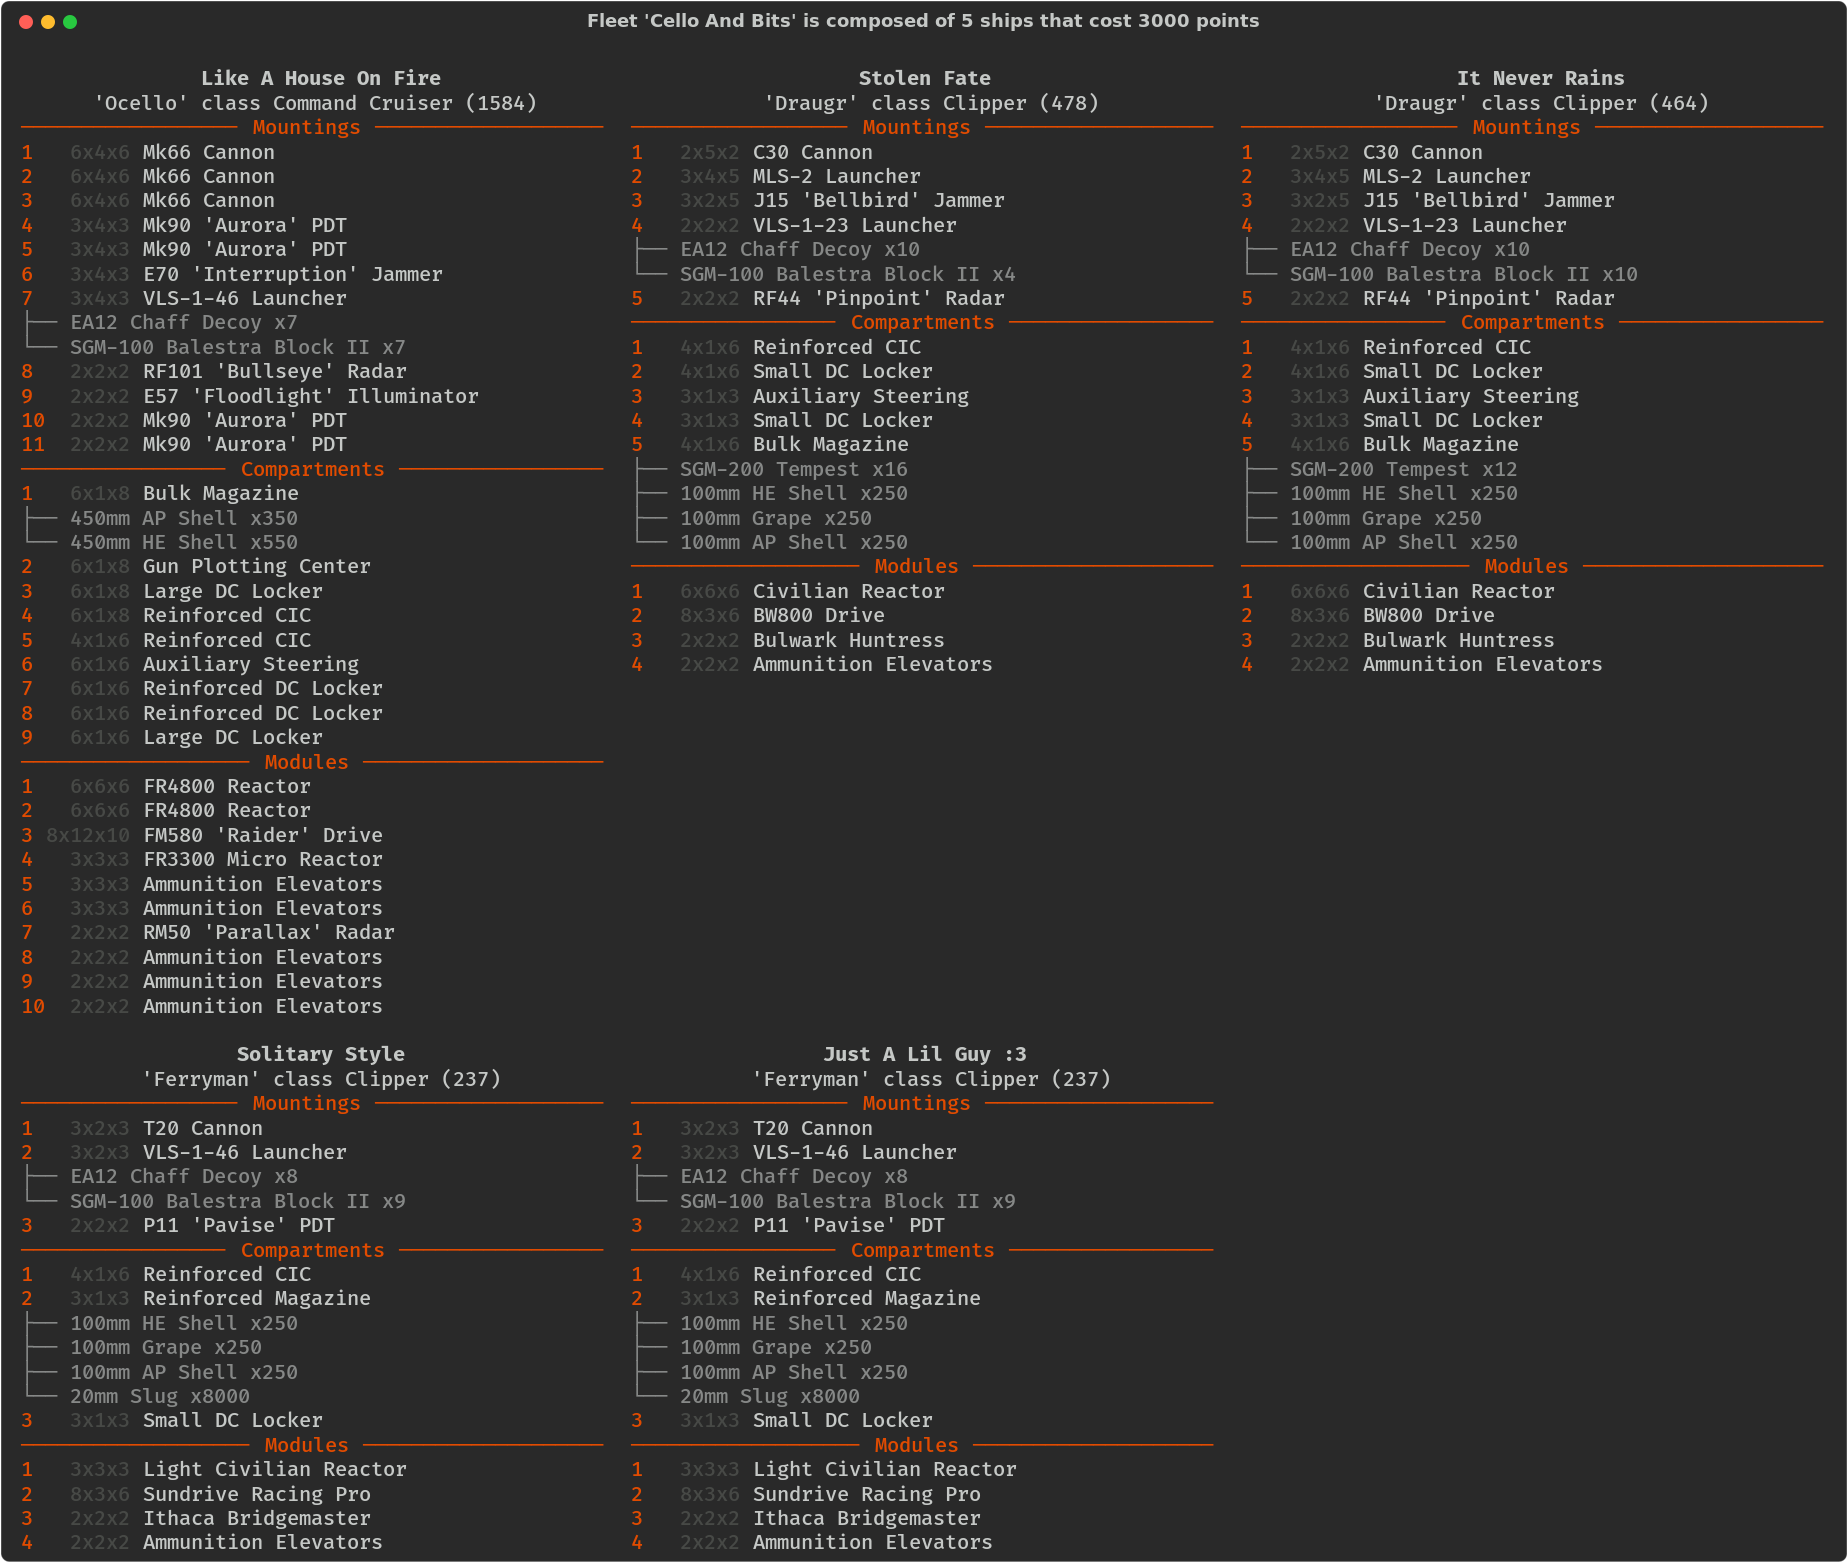 Fleet 'Cello And Bits' is composed of 5 ships that cost 3000 points
Like A House On Fire
'Ocello' class Command Cruiser (1584)
Mountings
1 6x4x6 Mk66 Cannon
2 6x4x6 Mk66 Cannon
3 6x4x6 Mk66 Cannon
4 3x4x3 Mk90 'Aurora' PDT
5 3x4x3 Mk90 'Aurora' PDT
6 3x4x3 E70 'Interruption' Jammer
7 3x4x3 VLS-1-46 Launcher
EA12 Chaff Decoy x7
SGM-100 Balestra Block II x7
8 2x2x2 RF101 'Bullseye' Radar
9 2x2x2 E57 'Floodlight' Illuminator
10 2x2x2 Mk90 'Aurora' PDT
11 2x2x2 Mk90 'Aurora' PDT
Compartments
1 6x1x8 Bulk Magazine
450mm AP Shell x350
450mm HE Shell x550
2 6x1x8 Gun Plotting Center
3 6x1x8 Large DC Locker
4 6x1x8 Reinforced CIC
5 4x1x6 Reinforced CIC
6 6x1x6 Auxiliary Steering
7 6x1x6 Reinforced DC Locker
8 6x1x6 Reinforced DC Locker
9 6x1x6 Large DC Locker
Modules
1 6x6x6 FR4800 Reactor
2 6x6x6 FR4800 Reactor
3 8x12x10 FM580 'Raider' Drive
4 3x3x3 FR3300 Micro Reactor
5 3x3x3 Ammunition Elevators
6 3x3x3 Ammunition Elevators
7 2x2x2 RM50 'Parallax' Radar
8 2x2x2 Ammunition Elevators
9 2x2x2 Ammunition Elevators
10 2x2x2 Ammunition Elevators
Stolen Fate
'Draugr' class Clipper (478)
Mountings
1 2x5x2 C30 Cannon
2 3x4x5 MLS-2 Launcher
3 3x2x5 J15 'Bellbird' Jammer
4 2x2x2 VLS-1-23 Launcher
EA12 Chaff Decoy x10
SGM-100 Balestra Block II x4
5 2x2x2 RF44 'Pinpoint' Radar
Compartments
1 4x1x6 Reinforced CIC
2 4x1x6 Small DC Locker
3 3x1x3 Auxiliary Steering
4 3x1x3 Small DC Locker
5 4x1x6 Bulk Magazine
SGM-200 Tempest x16
100mm HE Shell x250
100mm Grape x250
100mm AP Shell x250
Modules
1 6x6x6 Civilian Reactor
2 8x3x6 BW800 Drive
3 2x2x2 Bulwark Huntress
4 2x2x2 Ammunition Elevators
It Never Rains
'Draugr' class Clipper (464)
Mountings
1 2x5x2 C30 Cannon
2 3x4x5 MLS-2 Launcher
3 3x2x5 J15 'Bellbird' Jammer
4 2x2x2 VLS-1-23 Launcher
EA12 Chaff Decoy x10
SGM-100 Balestra Block II x10
5 2x2x2 RF44 'Pinpoint' Radar
Compartments
1 4x1x6 Reinforced CIC
2 4x1x6 Small DC Locker
3 3x1x3 Auxiliary Steering
4 3x1x3 Small DC Locker
5 4x1x6 Bulk Magazine
SGM-200 Tempest x12
100mm HE Shell x250
100mm Grape x250
100mm AP Shell x250
Modules
1 6x6x6 Civilian Reactor
2 8x3x6 BW800 Drive
3 2x2x2 Bulwark Huntress
4 2x2x2 Ammunition Elevators
Solitary Style
'Ferryman' class Clipper (237)
Mountings
1 3x2x3 T20 Cannon
2 3x2x3 VLS-1-46 Launcher
EA12 Chaff Decoy x8
SGM-100 Balestra Block II x9
3 2x2x2 P11 'Pavise' PDT
Compartments
1 4x1x6 Reinforced CIC
2 3x1x3 Reinforced Magazine
100mm HE Shell x250
100mm Grape x250
100mm AP Shell x250
20mm Slug x8000
3 3x1x3 Small DC Locker
Modules
1 3x3x3 Light Civilian Reactor
2 8x3x6 Sundrive Racing Pro
3 2x2x2 Ithaca Bridgemaster
4 2x2x2 Ammunition Elevators
Just A Lil Guy :3
'Ferryman' class Clipper (237)
Mountings
1 3x2x3 T20 Cannon
2 3x2x3 VLS-1-46 Launcher
EA12 Chaff Decoy x8
SGM-100 Balestra Block II x9
3 2x2x2 P11 'Pavise' PDT
Compartments
1 4x1x6 Reinforced CIC
2 3x1x3 Reinforced Magazine
100mm HE Shell x250
100mm Grape x250
100mm AP Shell x250
20mm Slug x8000
3 3x1x3 Small DC Locker
Modules
1 3x3x3 Light Civilian Reactor
2 8x3x6 Sundrive Racing Pro
3 2x2x2 Ithaca Bridgemaster
4 2x2x2 Ammunition Elevators